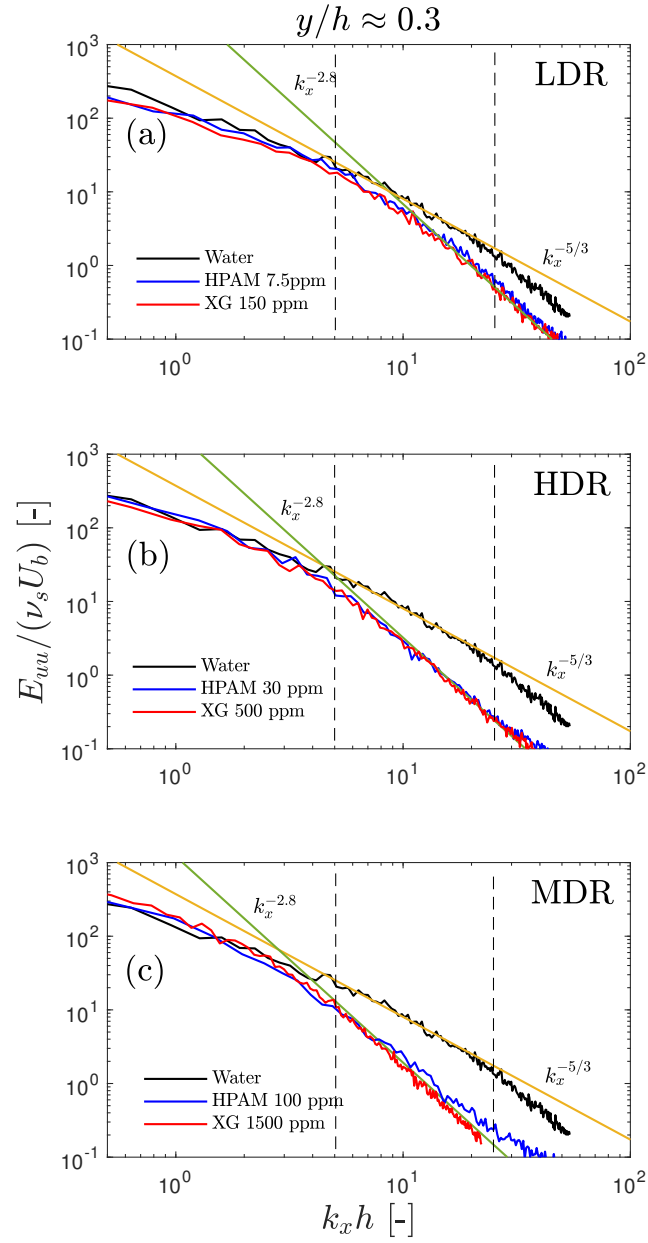 y/h ≈ 0.3
10^3
10^2
10^1
10^0
10^-1
k_x^{-2.8}
LDR
(a)
k_x^{-5/3}
Water
HPAM 7.5ppm
XG 150 ppm
10^0
10^1
10^2
E_{uu}/(ν_s U_b) [-]
10^3
10^2
10^1
10^0
10^-1
k_x^{-2.8}
HDR
(b)
k_x^{-5/3}
Water
HPAM 30 ppm
XG 500 ppm
10^0
10^1
10^2
10^3
10^2
10^1
10^0
10^-1
k_x^{-2.8}
MDR
(c)
k_x^{-5/3}
Water
HPAM 100 ppm
XG 1500 ppm
10^0
10^1
10^2
k_x h [-]